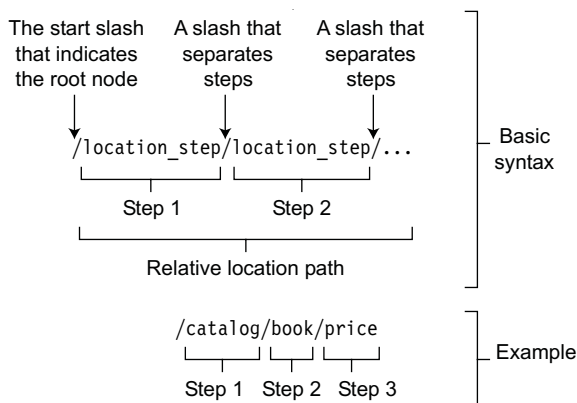 The start slash
that indicates
the root node
A slash that
separates
steps
A slash that
separates
steps
/location_step/location_step/...
Step 1
Step 2
Relative location path
Basic
syntax
/catalog/book/price
Step 1 Step 2 Step 3
Example